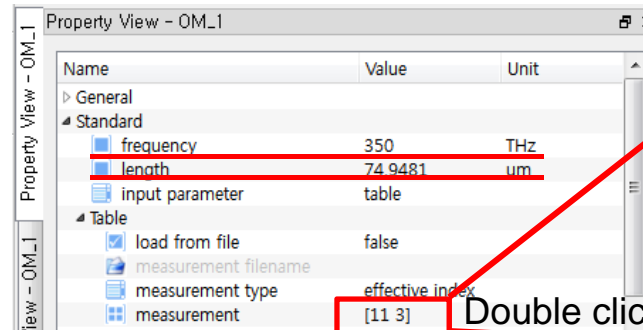 Property View - OM_1
Property View - OM_1
Name Value Unit
General
Standard
frequency 350 THz
length 74.9481 um
input parameter table
Table
load from file false
measurement filename
measurement type effective index
measurement [11 3]
Double clic
iew - OM_1